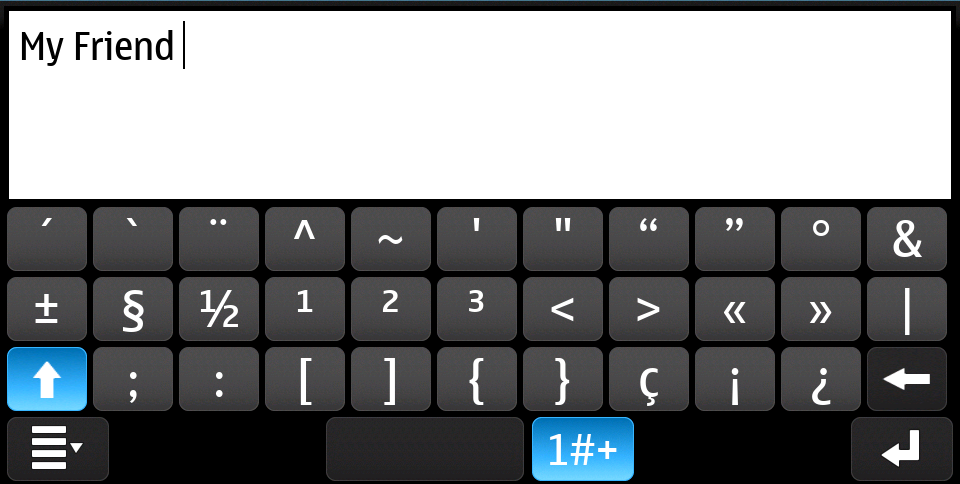 My Friend
´ ` ¨ ^ ~ ' " “ ” ° &
± § ½ ¹ ² ³ < > « » |
; : [ ] { } ç ¡ ¿
1#+